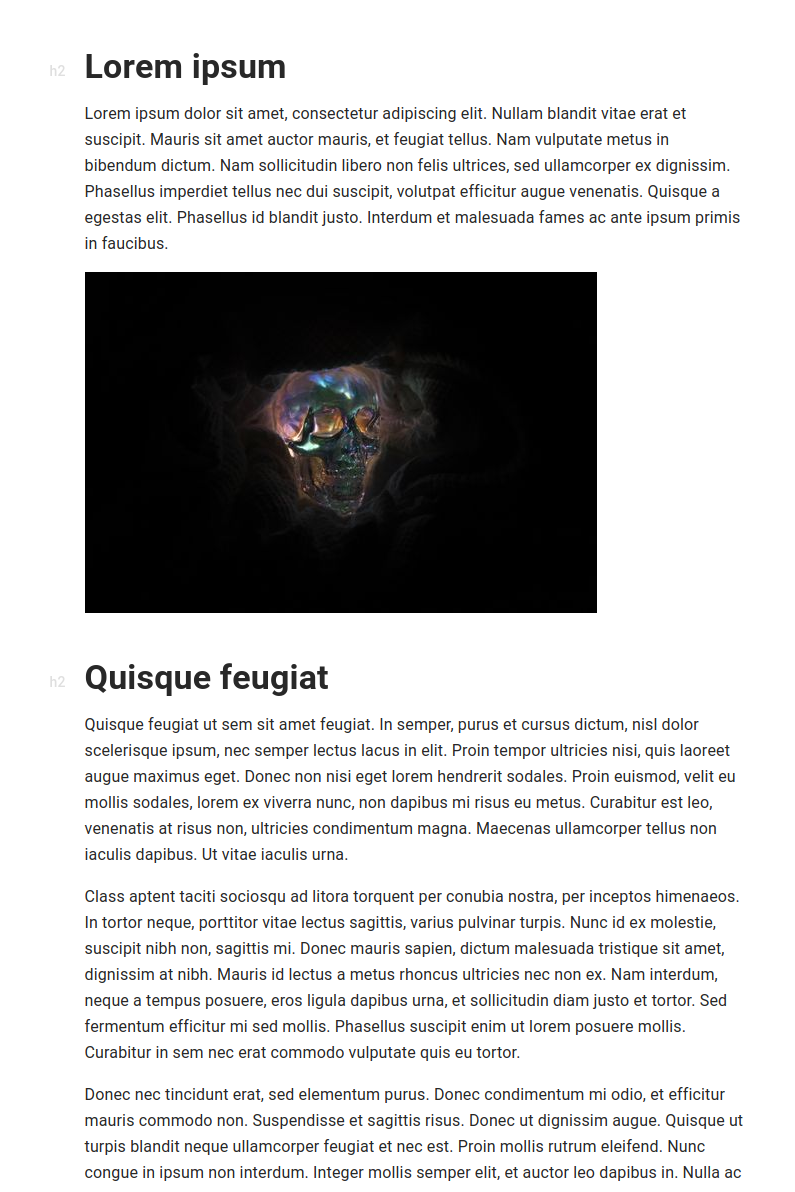 h2 Lorem ipsum
Lorem ipsum dolor sit amet, consectetur adipiscing elit. Nullam blandit vitae erat et
suscipit. Mauris sit amet auctor mauris, et feugiat tellus. Nam vulputate metus in
bibendum dictum. Nam sollicitudin libero non felis ultrices, sed ullamcorper ex dignissim.
Phasellus imperdiet tellus nec dui suscipit, volutpat efficitur augue venenatis. Quisque a
egestas elit. Phasellus id blandit justo. Interdum et malesuada fames ac ante ipsum primis
in faucibus.
h2 Quisque feugiat
Quisque feugiat ut sem sit amet feugiat. In semper, purus et cursus dictum, nisl dolor
scelerisque ipsum, nec semper lectus lacus in elit. Proin tempor ultricies nisi, quis laoreet
augue maximus eget. Donec non nisi eget lorem hendrerit sodales. Proin euismod, velit eu
mollis sodales, lorem ex viverra nunc, non dapibus mi risus eu metus. Curabitur est leo,
venenatis at risus non, ultricies condimentum magna. Maecenas ullamcorper tellus non
iaculis dapibus. Ut vitae iaculis urna.
Class aptent taciti sociosqu ad litora torquent per conubia nostra, per inceptos himenaeos.
In tortor neque, porttitor vitae lectus sagittis, varius pulvinar turpis. Nunc id ex molestie,
suscipit nibh non, sagittis mi. Donec mauris sapien, dictum malesuada tristique sit amet,
dignissim at nibh. Mauris id lectus a metus rhoncus ultricies nec non ex. Nam interdum,
neque a tempus posuere, eros ligula dapibus urna, et sollicitudin diam justo et tortor. Sed
fermentum efficitur mi sed mollis. Phasellus suscipit enim ut lorem posuere mollis.
Curabitur in sem nec erat commodo vulputate quis eu tortor.
Donec nec tincidunt erat, sed elementum purus. Donec condimentum mi odio, et efficitur
mauris commodo non. Suspendisse et sagittis risus. Donec ut dignissim augue. Quisque ut
turpis blandit neque ullamcorper feugiat et nec est. Proin mollis rutrum eleifend. Nunc
congue in ipsum non interdum. Integer mollis semper elit, et auctor leo dapibus in. Nulla ac